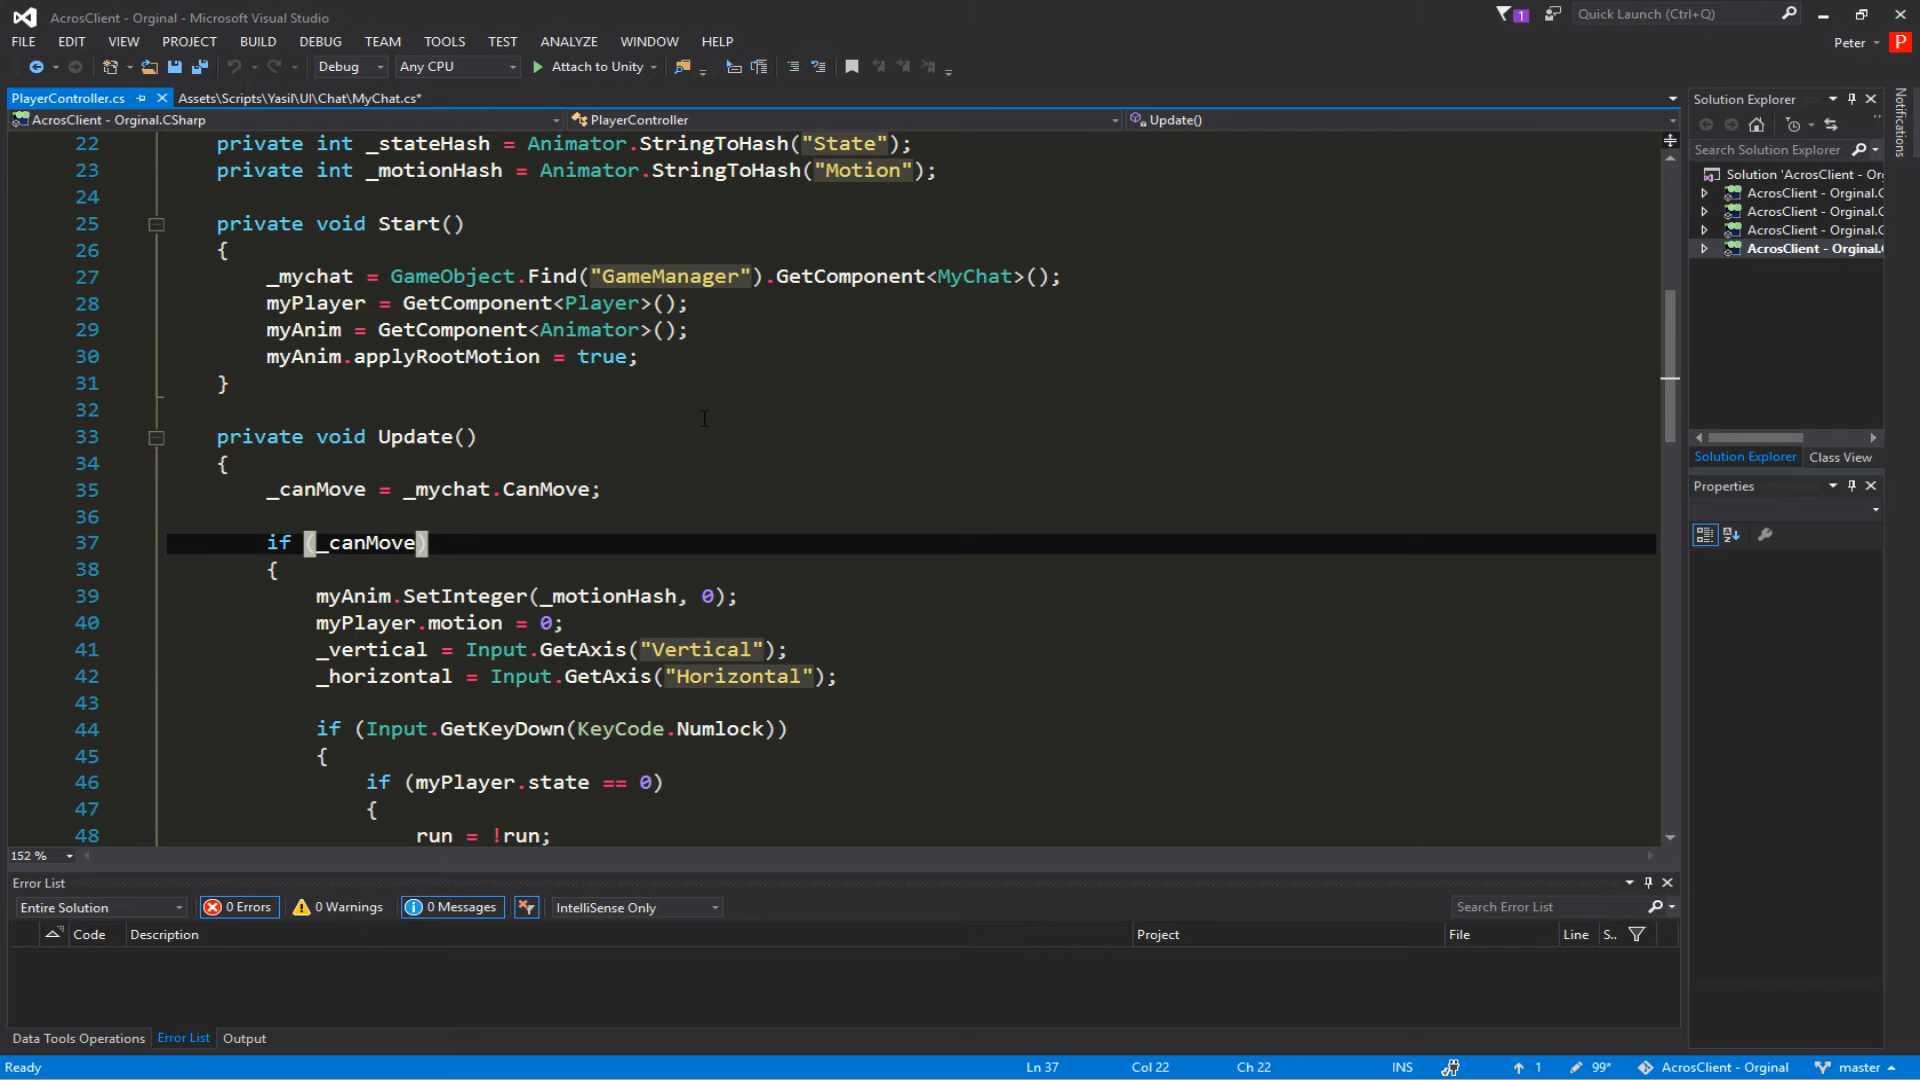 AcrosClient - Orginal - Microsoft Visual Studio
1
Quick Launch (Ctrl+Q)
FILE EDIT VIEW PROJECT BUILD DEBUG TEAM TOOLS TEST ANALYZE WINDOW HELP
Peter P
Debug Any CPU Attach to Unity
PlayerController.cs Assets\Scripts\Yasil\UI\Chat\MyChat.cs*
AcrosClient - Orginal.CSharp PlayerController Update()
22 private int _stateHash = Animator.StringToHash("State");
23 private int _motionHash = Animator.StringToHash("Motion");
24
25 private void Start()
26 {
27 _mychat = GameObject.Find("GameManager").GetComponent<MyChat>();
28 myPlayer = GetComponent<Player>();
29 myAnim = GetComponent<Animator>();
30 myAnim.applyRootMotion = true;
31 }
32
33 private void Update()
34 {
35 _canMove = _mychat.CanMove;
36
37 if (_canMove)
38 {
39 myAnim.SetInteger(_motionHash, 0);
40 myPlayer.motion = 0;
41 _vertical = Input.GetAxis("Vertical");
42 _horizontal = Input.GetAxis("Horizontal");
43
44 if (Input.GetKeyDown(KeyCode.Numlock))
45 {
46 if (myPlayer.state == 0)
47 {
48 run = !run;
152 %
Solution Explorer
Search Solution Explorer
Solution 'AcrosClient - Or
AcrosClient - Orginal.C
AcrosClient - Orginal.C
AcrosClient - Orginal.C
AcrosClient - Orginal.
Solution Explorer Class View
Properties
Notifications
Error List
Entire Solution 0 Errors 0 Warnings 0 Messages IntelliSense Only Search Error List
Code Description Project File Line S..
Data Tools Operations Error List Output
Ready Ln 37 Col 22 Ch 22 INS 1 99* AcrosClient - Orginal master